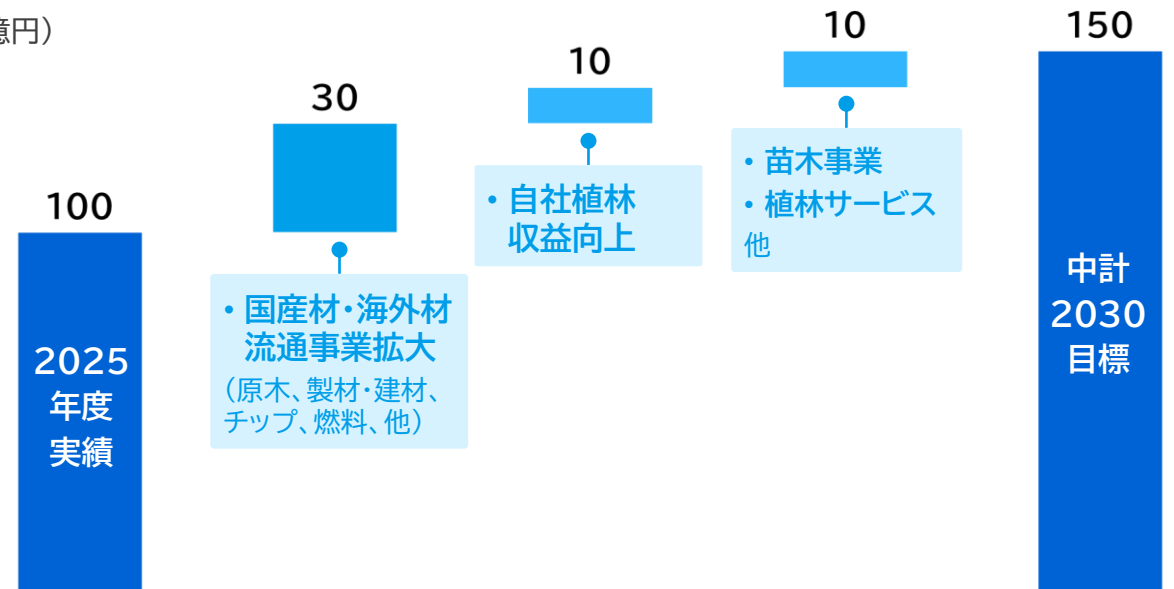 億円）
100
2025
年度
実績
30
・国産材・海外材
流通事業拡大
（原木、製材・建材、
チップ、燃料、他）
10
・自社植林
収益向上
10
・苗木事業
・植林サービス
他
150
中計
2030
目標